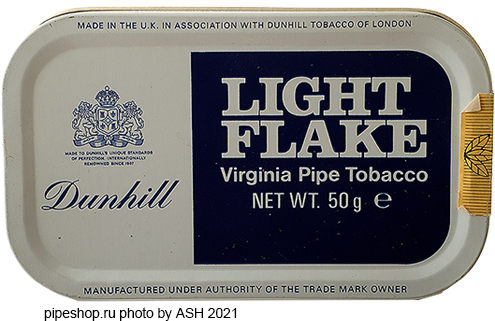 MADE IN THE U.K. IN ASSOCIATION WITH DUNHILL TOBACCO OF LONDON
LIGHT
FLAKE
Virginia Pipe Tobacco
NET WT. 50 g ℮
MADE TO DUNHILL'S UNIQUE STANDARDS
OF PERFECTION. INTERNATIONALLY
RENOWNED SINCE 1907
Dunhill
MANUFACTURED UNDER AUTHORITY OF THE TRADE MARK OWNER
pipeshop.ru photo by ASH 2021